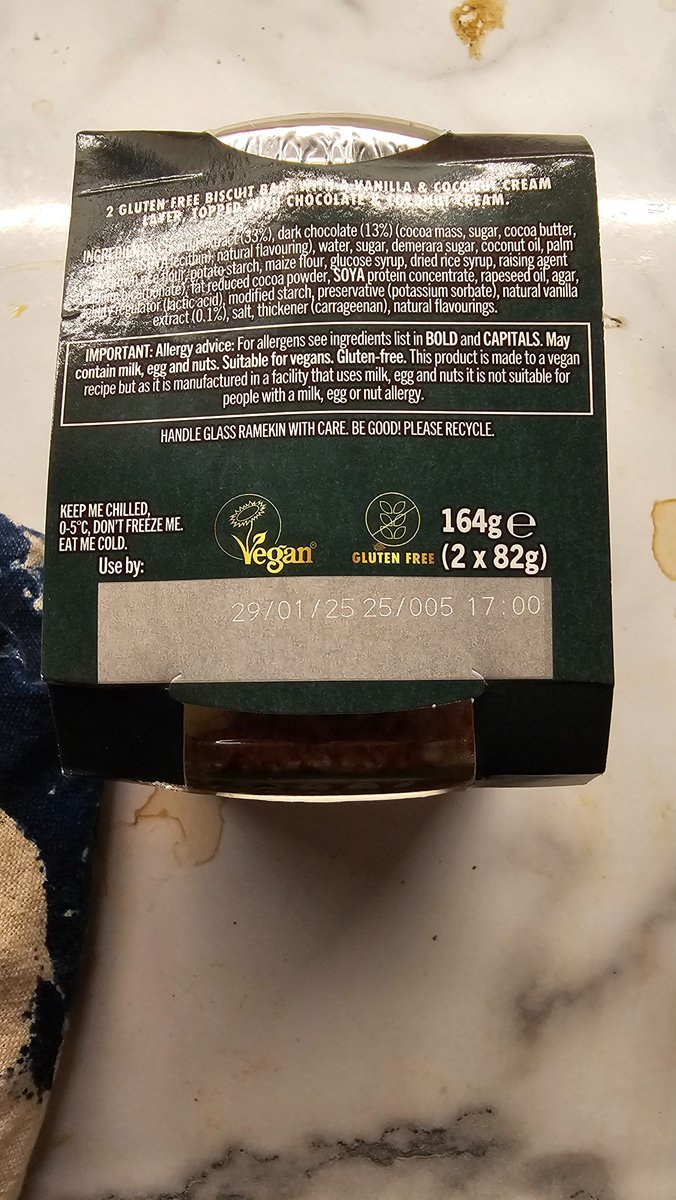 2 GLUTEN FREE BISCUIT BASE WITH A VANILLA & COCONUT CREAM
LAYER, TOPPED WITH CHOCOLATE & COCONUT CREAM.
(33%), dark chocolate (13%) (cocoa mass, sugar, cocoa butter,
natural flavouring), water, sugar, demerara sugar, coconut oil, palm
flour, potato starch, maize flour, glucose syrup, dried rice syrup, raising agent
fat reduced cocoa powder, SOYA protein concentrate, rapeseed oil, agar,
(lactic acid), modified starch, preservative (potassium sorbate), natural vanilla
extract (0.1%), salt, thickener (carrageenan), natural flavourings.
IMPORTANT: Allergy advice: For allergens see ingredients list in BOLD and CAPITALS. May
contain milk, egg and nuts. Suitable for vegans. Gluten-free. This product is made to a vegan
recipe but as it is manufactured in a facility that uses milk, egg and nuts it is not suitable for
people with a milk, egg or nut allergy.
HANDLE GLASS RAMEKIN WITH CARE. BE GOOD! PLEASE RECYCLE.
KEEP ME CHILLED,
0-5°C, DON'T FREEZE ME.
EAT ME COLD.
Use by:
Vegan®
GLUTEN FREE
164g e
(2 x 82g)
29/01/25 25/005 17:00